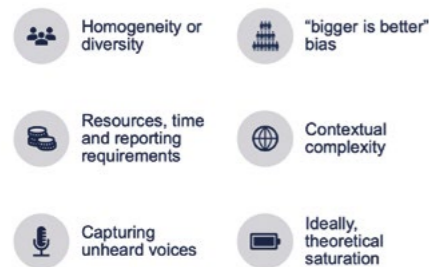 Homogeneity or
diversity
"bigger is better"
bias
Resources, time
and reporting
requirements
Contextual
complexity
Capturing
unheard voices
Ideally,
theoretical
saturation